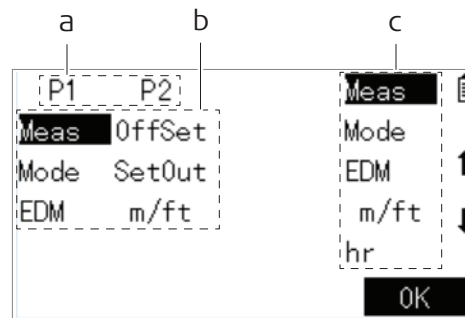 a b c
P1 P2 Meas
Meas OffSet Mode
Mode SetOut EDM
EDM m/ft m/ft
hr
OK